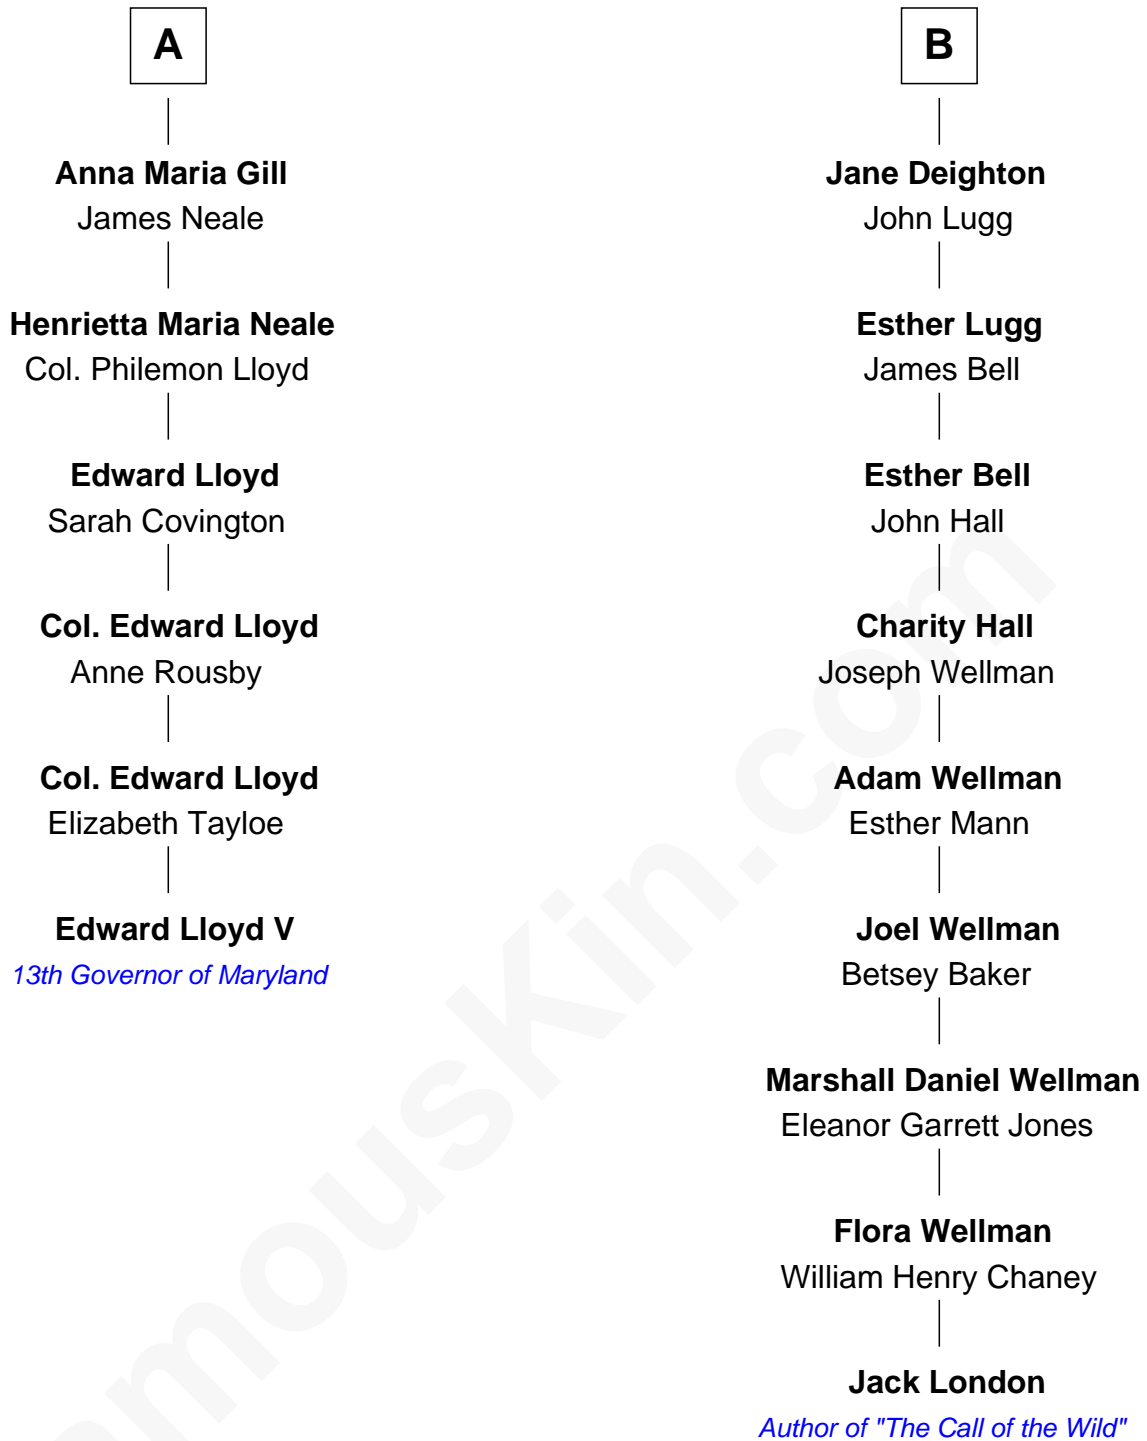 A
Anna Maria Gill
James Neale
Henrietta Maria Neale
Col. Philemon Lloyd
Edward Lloyd
Sarah Covington
Col. Edward Lloyd
Anne Rousby
Col. Edward Lloyd
Elizabeth Tayloe
Edward Lloyd V
13th Governor of Maryland
B
Jane Deighton
John Lugg
Esther Lugg
James Bell
Esther Bell
John Hall
Charity Hall
Joseph Wellman
Adam Wellman
Esther Mann
Joel Wellman
Betsey Baker
Marshall Daniel Wellman
Eleanor Garrett Jones
Flora Wellman
William Henry Chaney
Jack London
Author of "The Call of the Wild"
amousKin.com